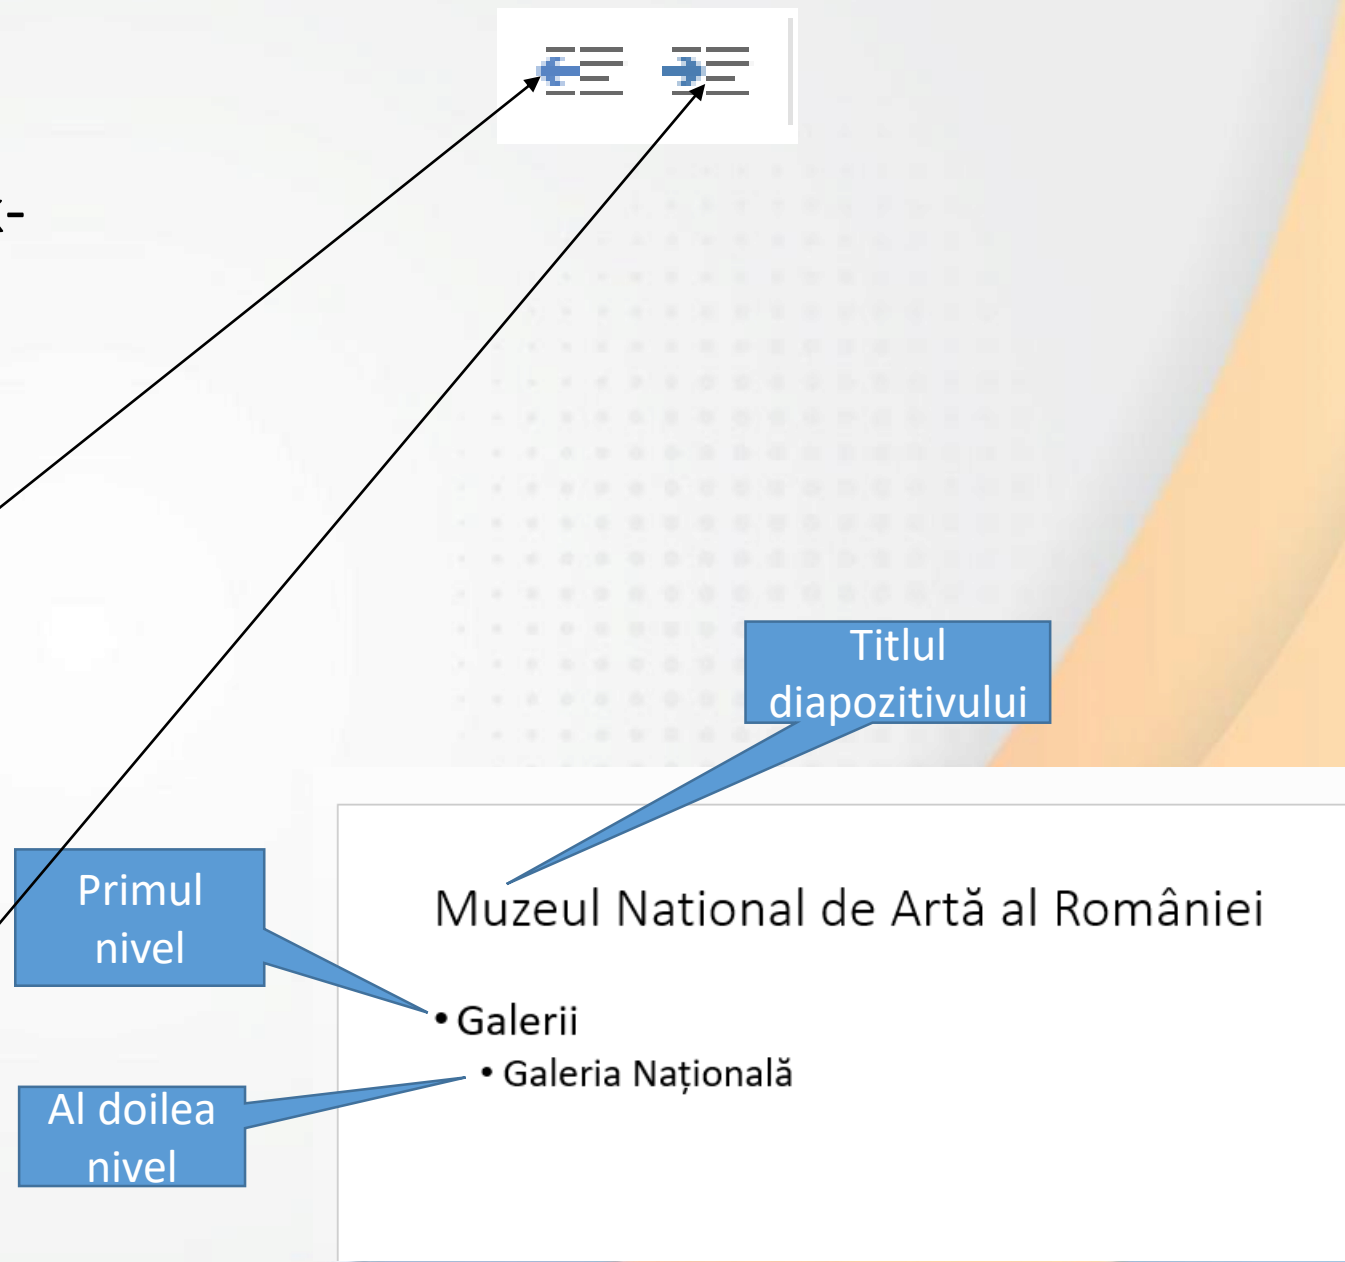 Titlul
diapozitivului
Primul
nivel
Muzeul National de Artă al României
• Galerii
• Galeria Națională
Al doilea
nivel